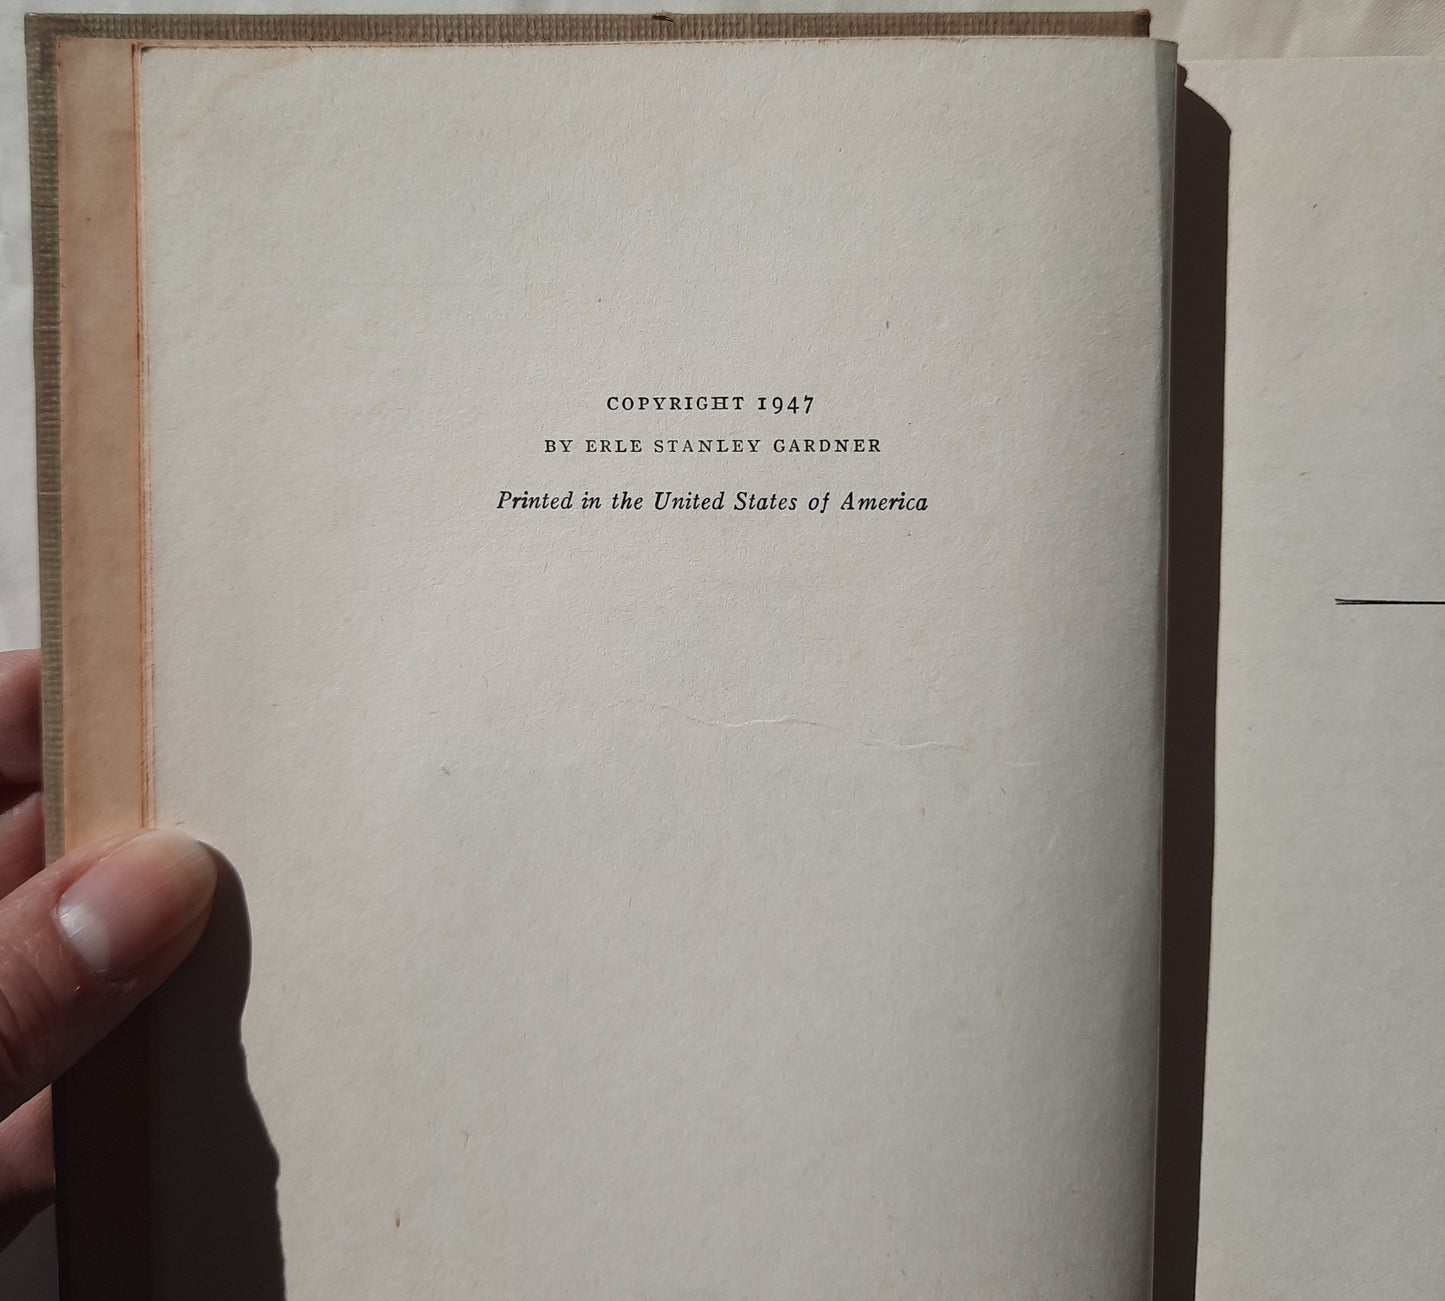 COPYRIGHT 1947
BY ERLE STANLEY GARDNER
Printed in the United States of America